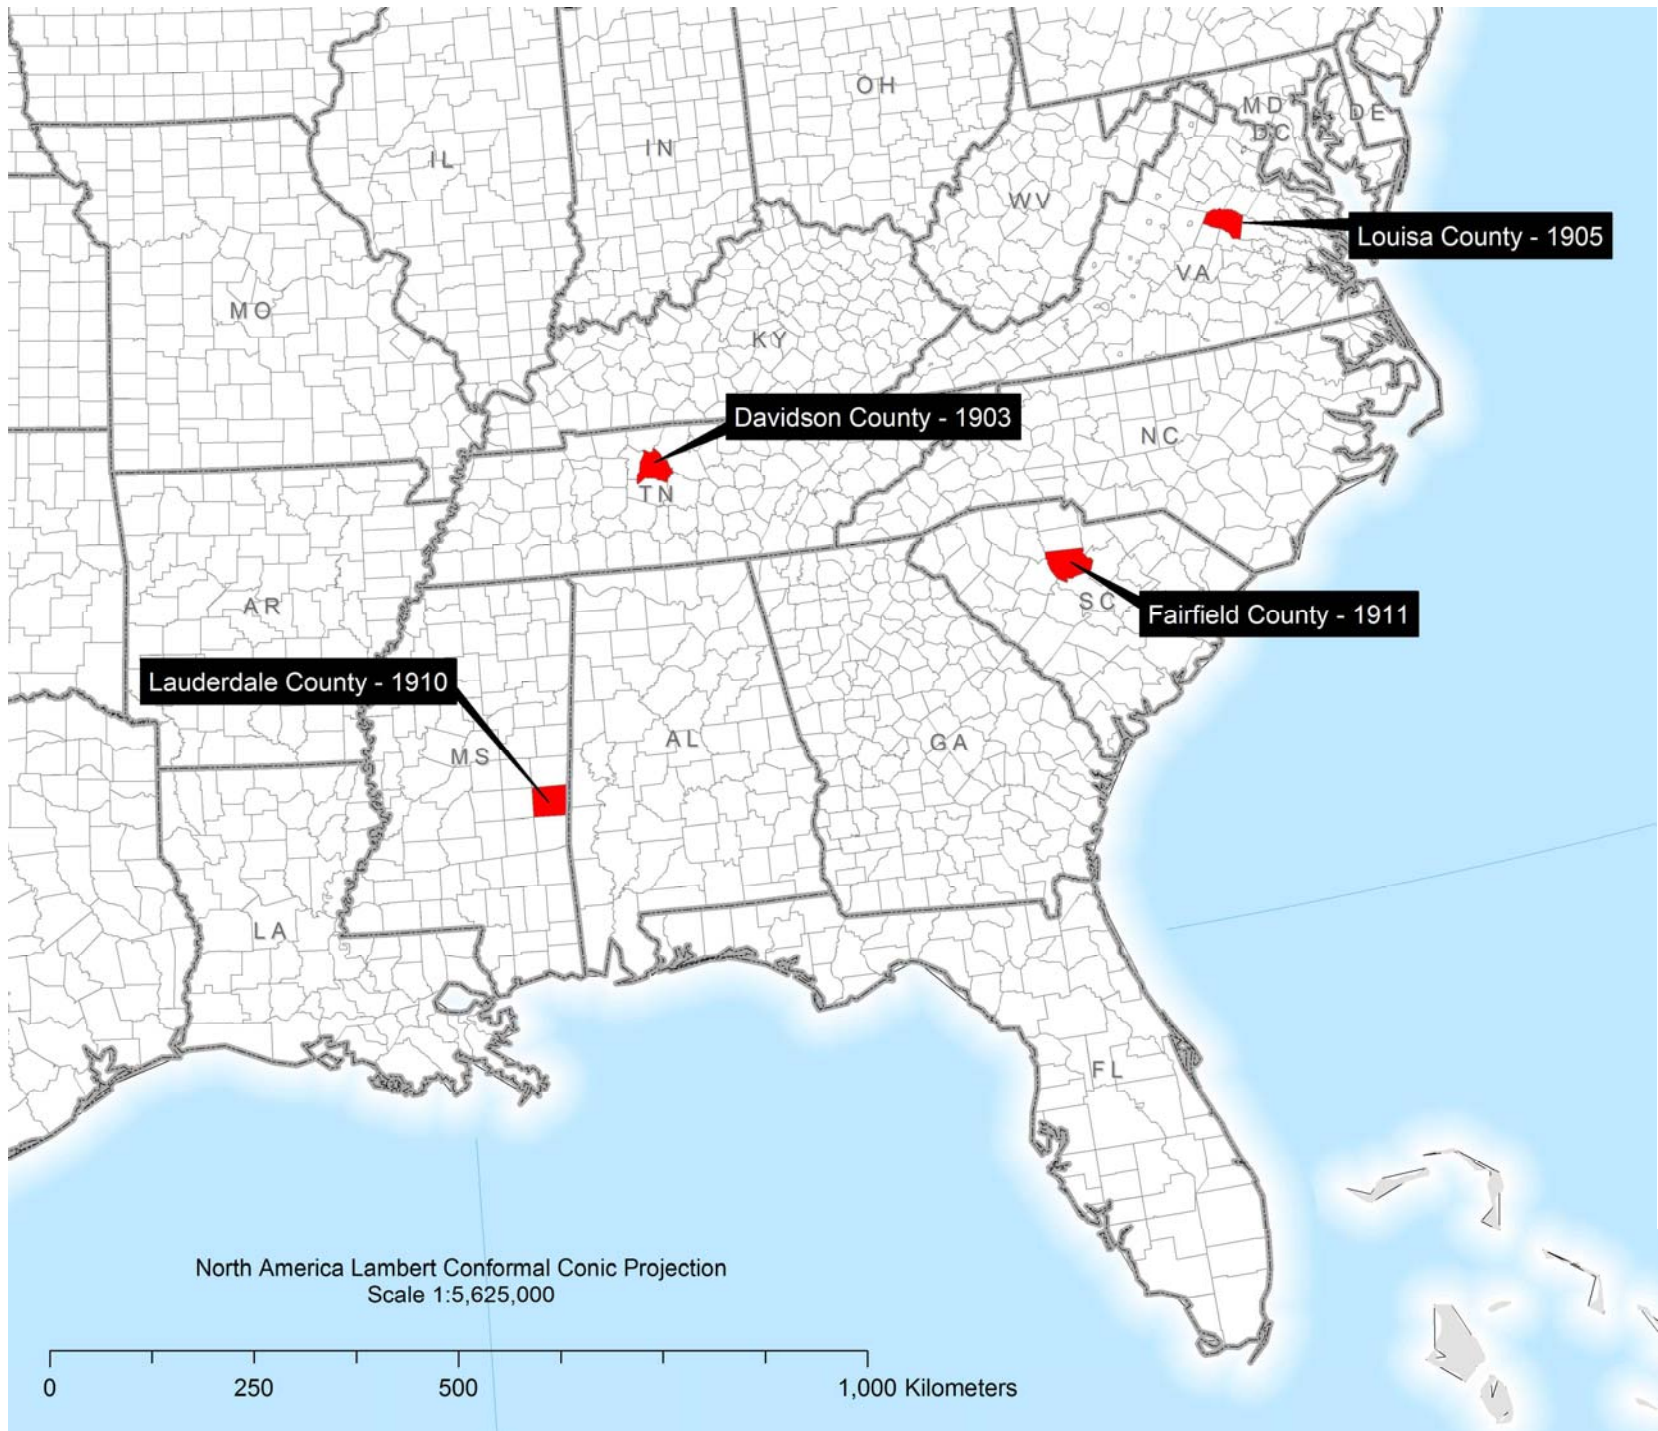 OH
MD
DE
DC
IL
IN
WV
Louisa County - 1905
VA
MO
KY
Davidson County - 1903
NC
TN
AR
SC
Fairfield County - 1911
Lauderdale County - 1910
MS
AL
GA
LA
FL
North America Lambert Conformal Conic Projection
Scale 1:5,625,000
0 250 500 1,000 Kilometers